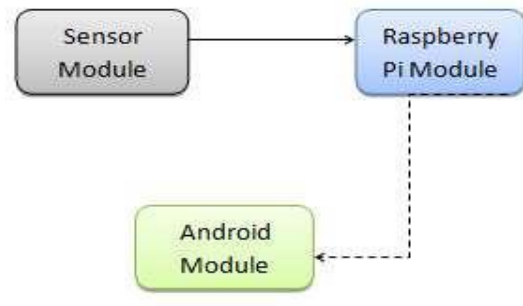 Sensor
Module
Raspberry
Pi Module
Android
Module